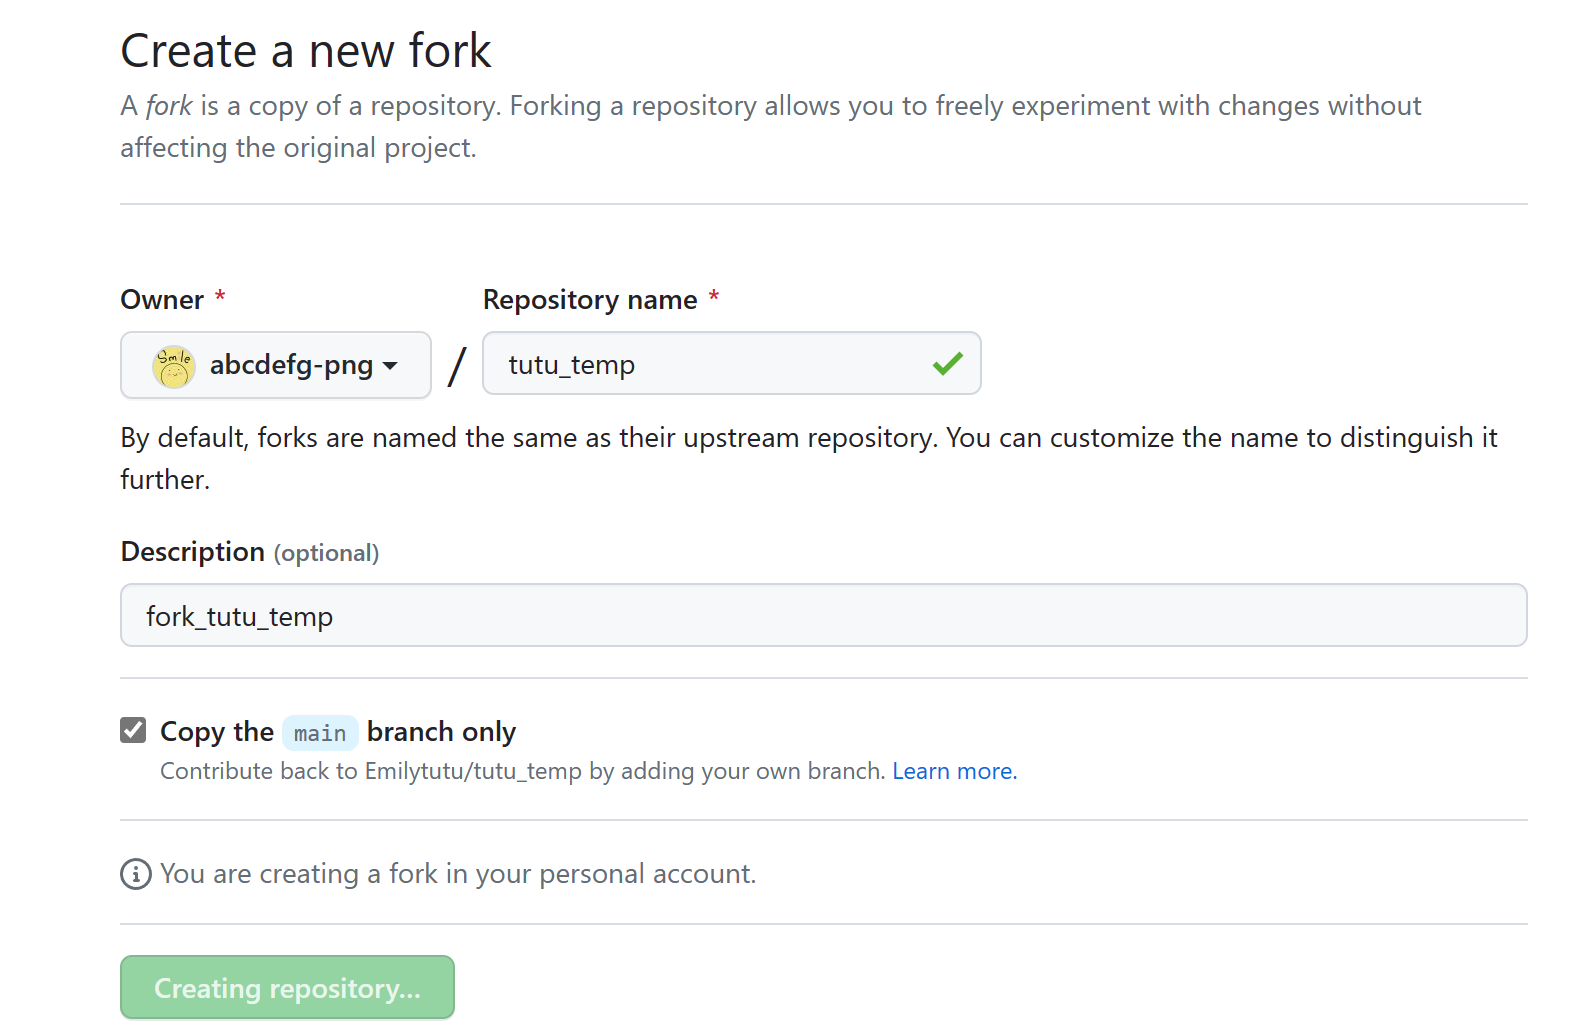 Create a new fork
A fork is a copy of a repository. Forking a repository allows you to freely experiment with changes without
affecting the original project.
Owner *
Repository name *
Smile
abcdefg-png
/
tutu_temp
By default, forks are named the same as their upstream repository. You can customize the name to distinguish it
further.
Description (optional)
fork_tutu_temp
Copy the main branch only
Contribute back to Emilytutu/tutu_temp by adding your own branch. Learn more.
You are creating a fork in your personal account.
Creating repository...